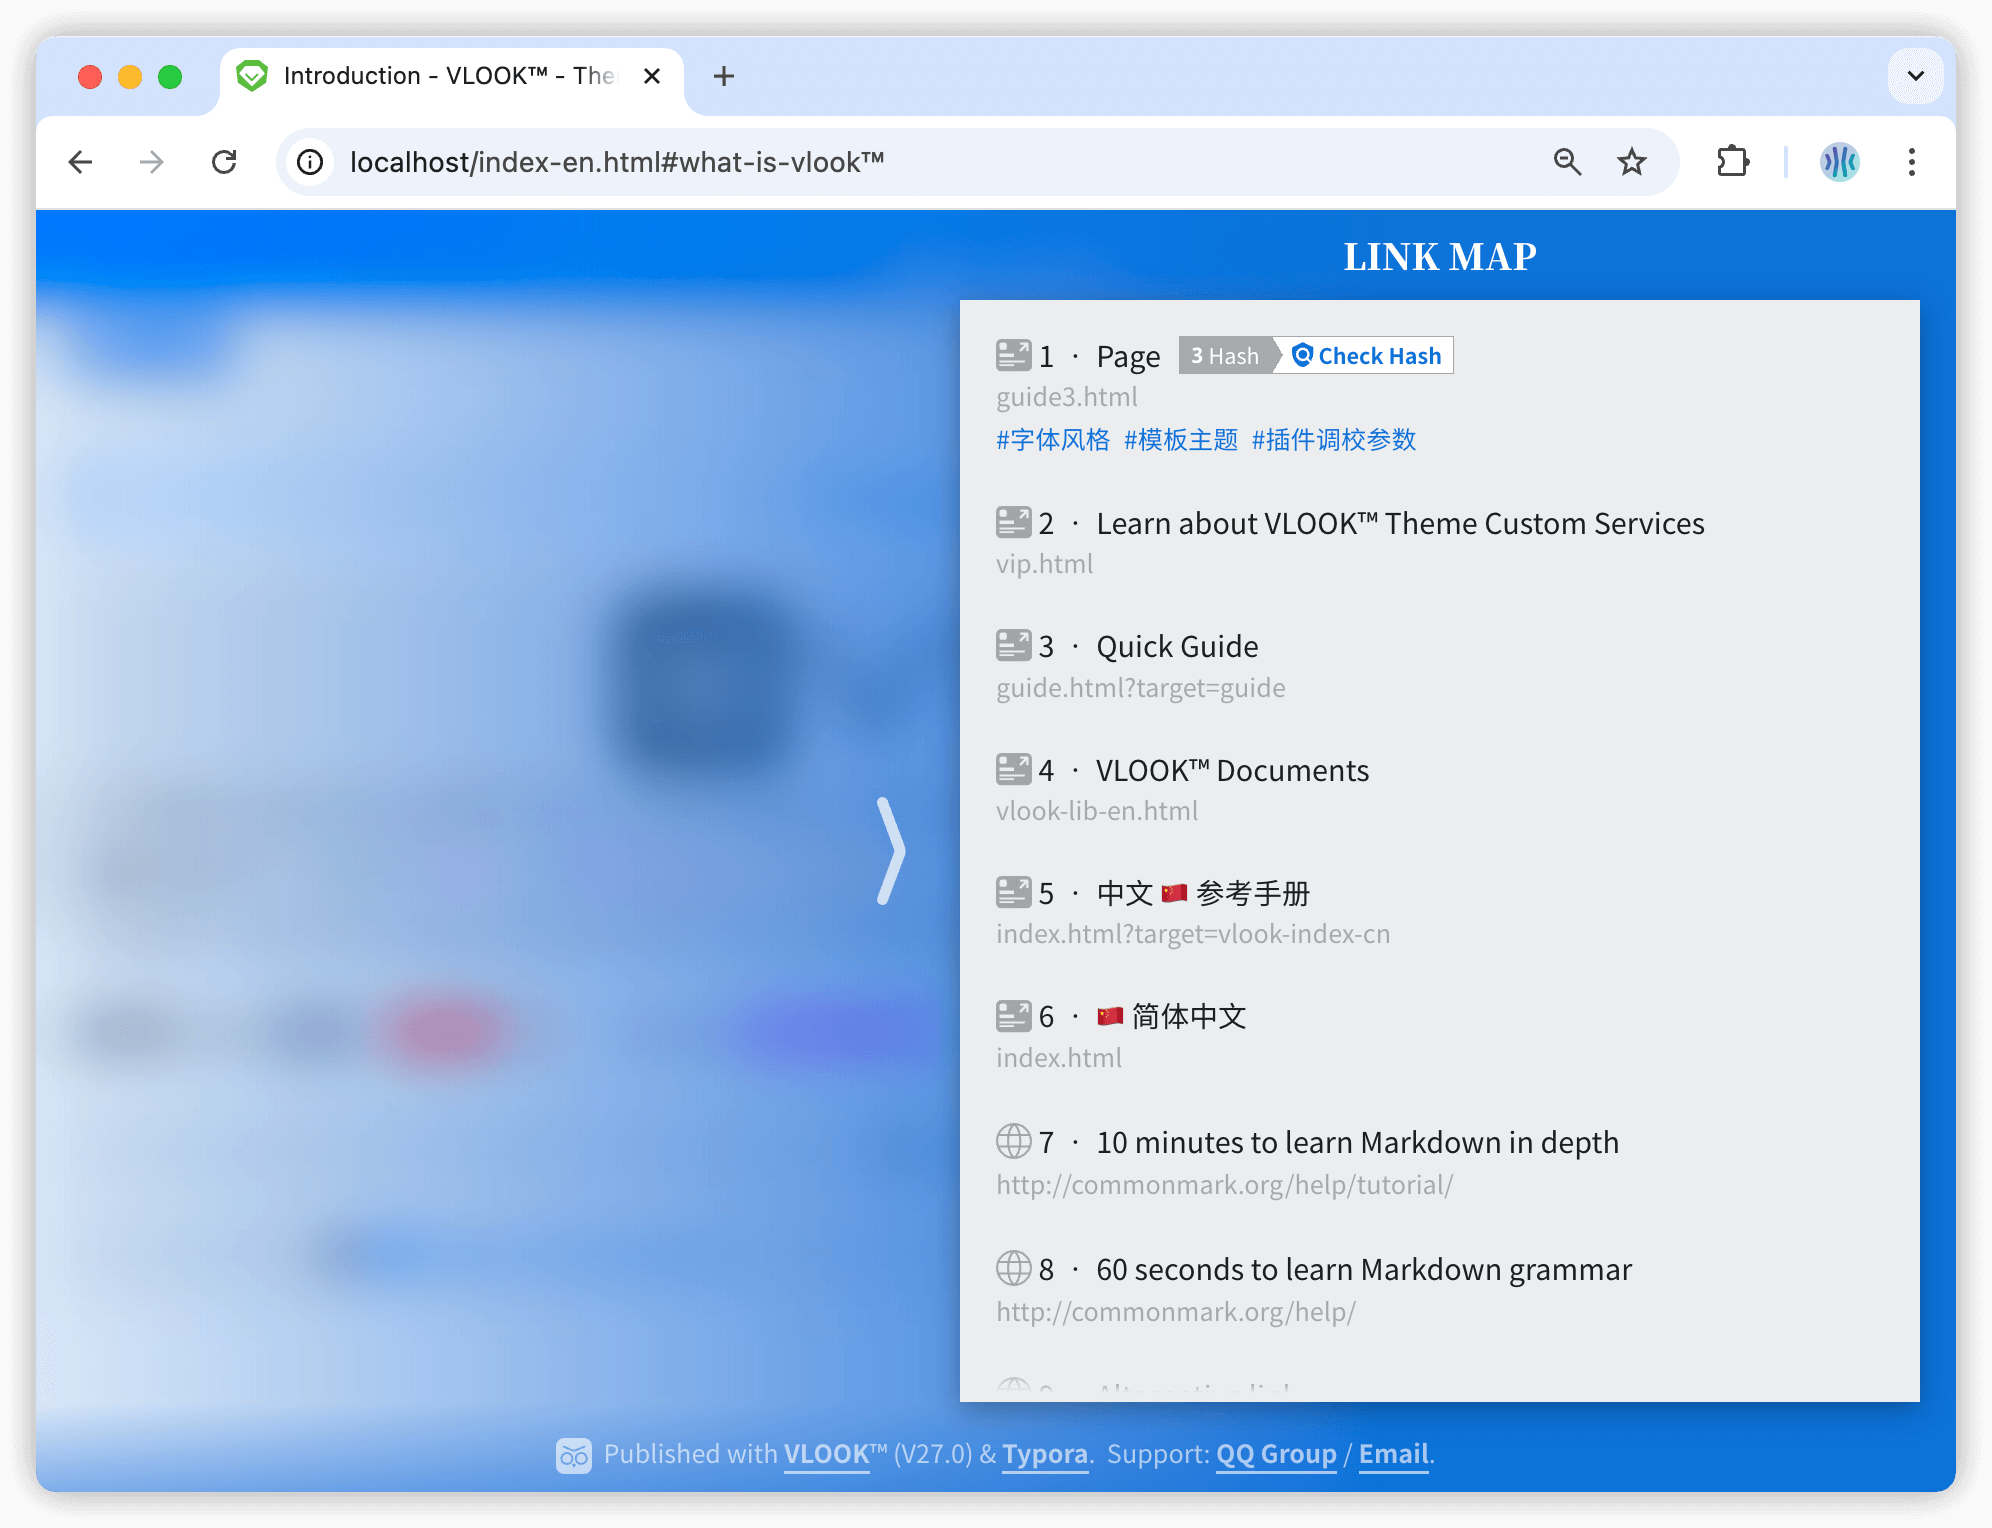 Introduction - VLOOK™ - The
localhost/index-en.html#what-is-vlook™
LINK MAP
1 · Page 3 Hash Check Hash
guide3.html
#字体风格 #模板主题 #插件调校参数
2 · Learn about VLOOK™ Theme Custom Services
vip.html
3 · Quick Guide
guide.html?target=guide
4 · VLOOK™ Documents
vlook-lib-en.html
5 · 中文 🇨🇳 参考手册
index.html?target=vlook-index-cn
6 · 🇨🇳 简体中文
index.html
7 · 10 minutes to learn Markdown in depth
http://commonmark.org/help/tutorial/
8 · 60 seconds to learn Markdown grammar
http://commonmark.org/help/
Published with VLOOK™ (V27.0) & Typora. Support: QQ Group / Email.